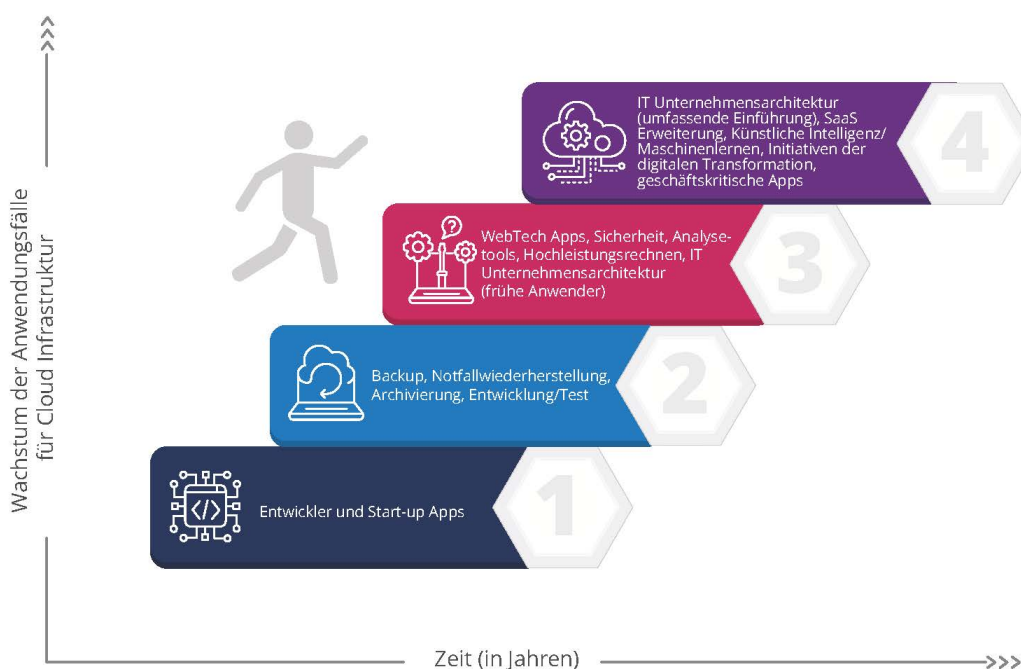 Wachstum der Anwendungsfälle
für Cloud Infrastruktur
IT Unternehmensarchitektur
(umfassende Einführung), SaaS
Erweiterung, Künstliche Intelligenz/
Maschinenlernen, Initiativen der
digitalen Transformation,
geschäftskritische Apps
4
WebTech Apps, Sicherheit, Analyse-
tools, Hochleistungsrechnen, IT
Unternehmensarchitektur
(frühe Anwender)
3
Backup, Notfallwiederherstellung,
Archivierung, Entwicklung/Test
2
Entwickler und Start-up Apps
1
Zeit (in Jahren)